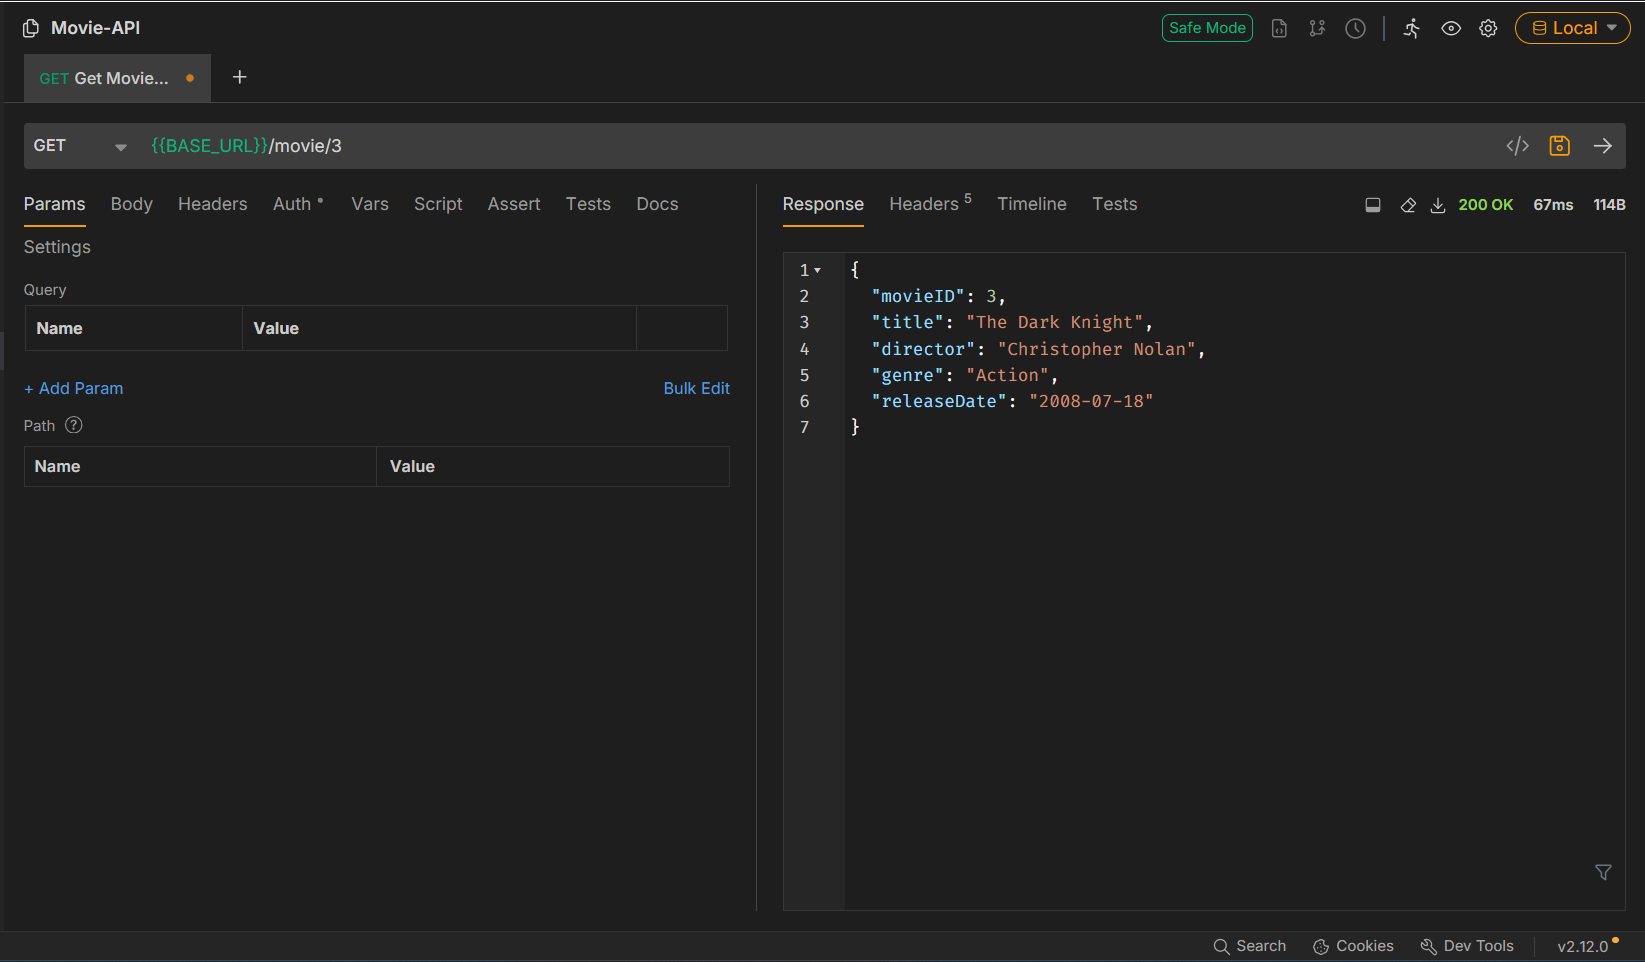 Movie-API
Safe Mode
Local
GET Get Movie...
+
GET
{{BASE_URL}}/movie/3
</>
Params Body Headers Auth Vars Script Assert Tests Docs
Settings
Query
Name Value
+ Add Param Bulk Edit
Path ?
Name Value
Response Headers 5 Timeline Tests
200 OK 67ms 114B
1 {
2 "movieID": 3,
3 "title": "The Dark Knight",
4 "director": "Christopher Nolan",
5 "genre": "Action",
6 "releaseDate": "2008-07-18"
7 }
Search Cookies Dev Tools v2.12.0